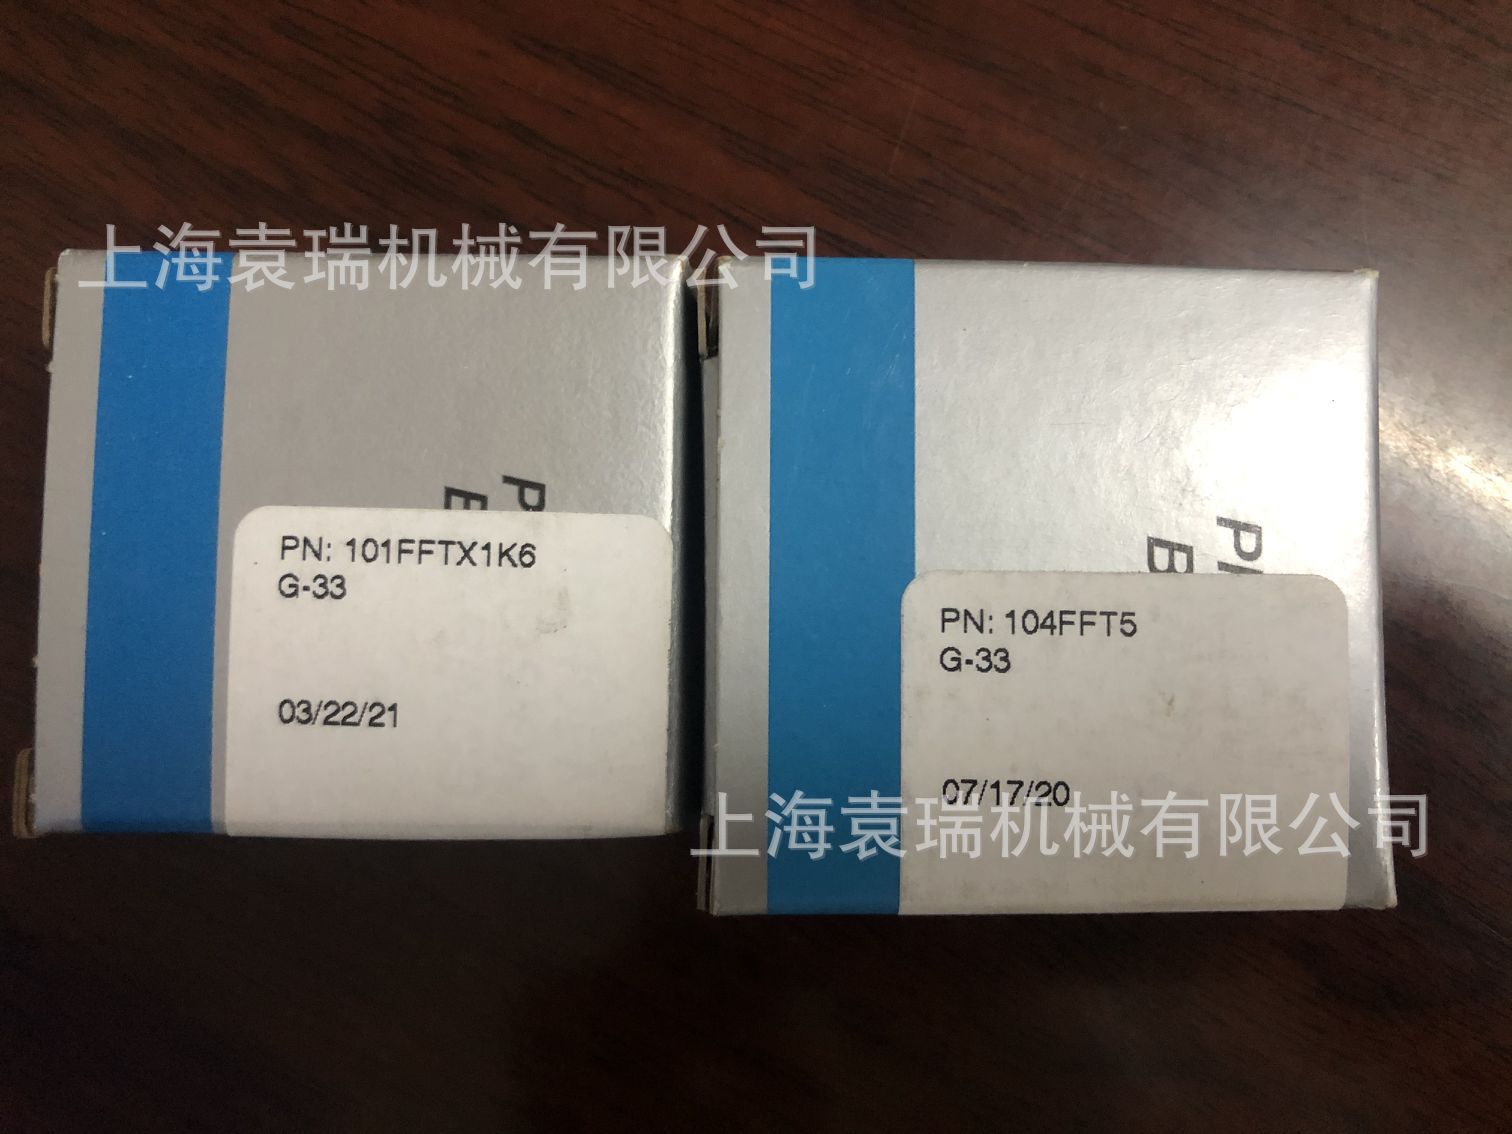 上海袁瑞机械有限公司
PN: 101FFTX1K6
G-33
03/22/21
PN: 104FFT5
G-33
07/17/20
上海袁瑞机械有限公司